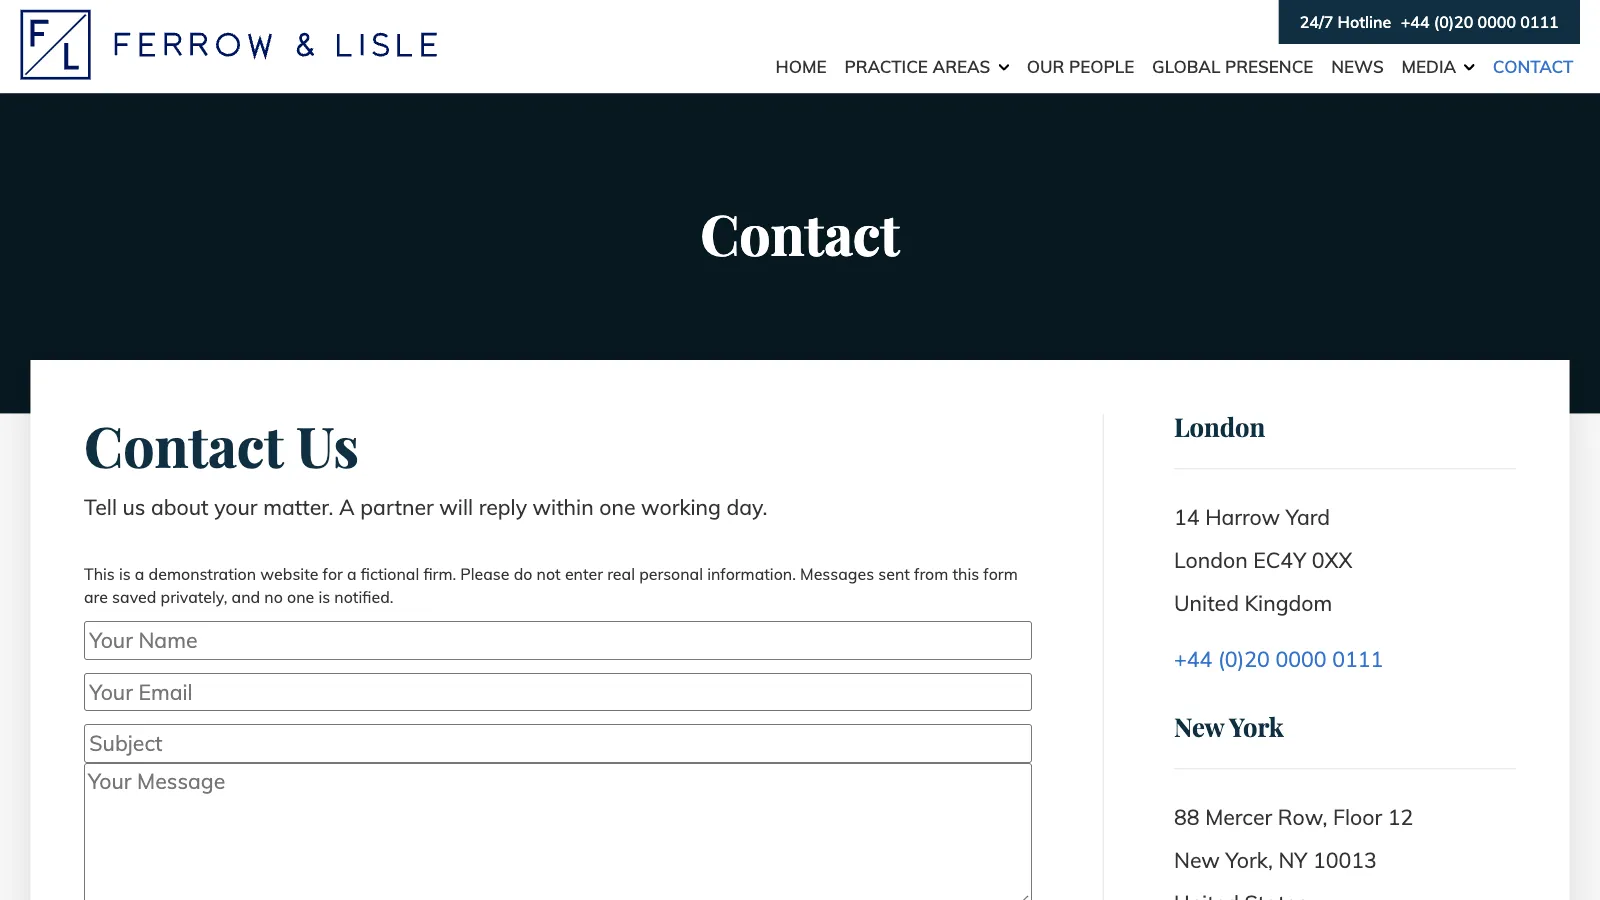 F L FERROW & LISLE
24/7 Hotline +44 (0)20 0000 0111
HOME PRACTICE AREAS OUR PEOPLE GLOBAL PRESENCE NEWS MEDIA CONTACT
Contact
Contact Us
Tell us about your matter. A partner will reply within one working day.
This is a demonstration website for a fictional firm. Please do not enter real personal information. Messages sent from this form
are saved privately, and no one is notified.
Your Name
Your Email
Subject
Your Message
London
14 Harrow Yard
London EC4Y 0XX
United Kingdom
+44 (0)20 0000 0111
New York
88 Mercer Row, Floor 12
New York, NY 10013
United States